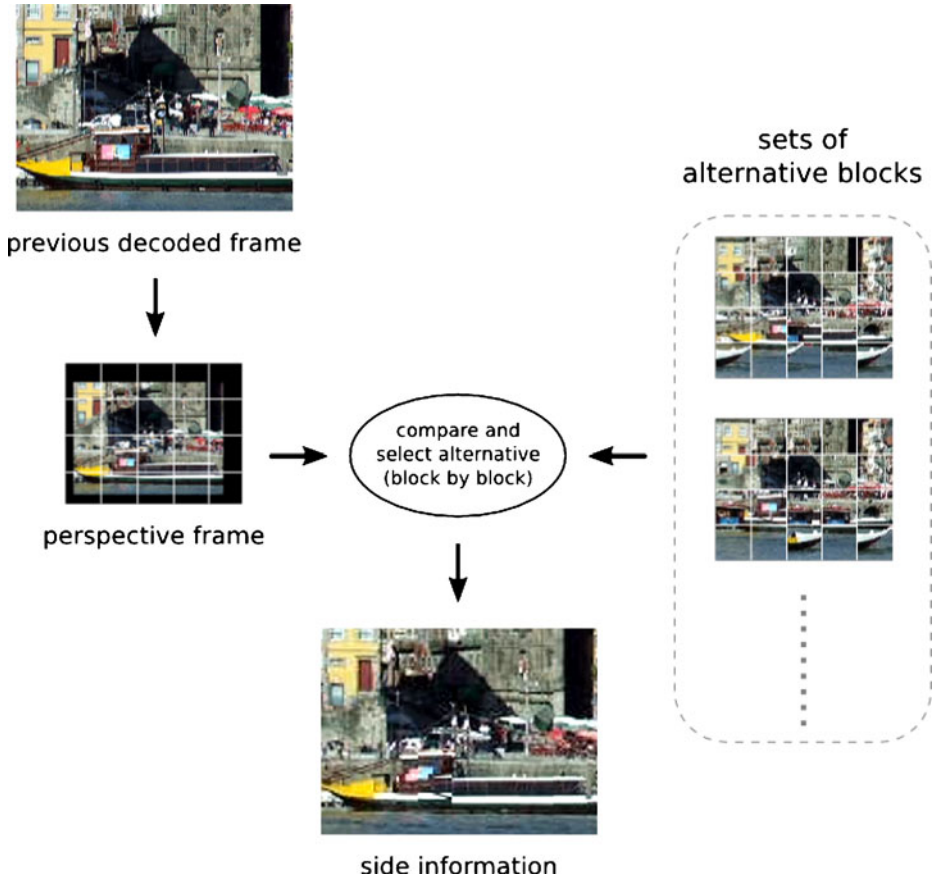 previous decoded frame
sets of
alternative blocks
perspective frame
compare and
select alternative
(block by block)
side information